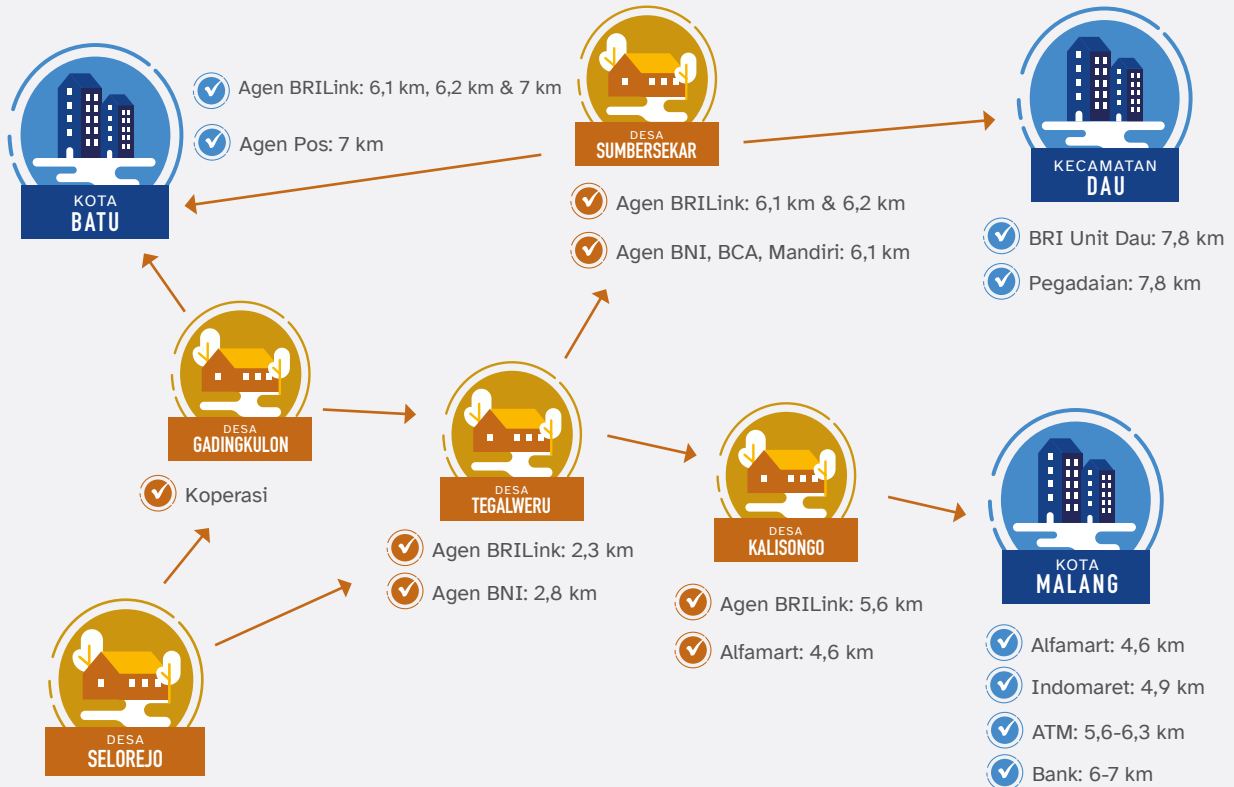 KOTA
BATU
Agen BRILink: 6,1 km, 6,2 km & 7 km
Agen Pos: 7 km
DESA
SUMBERSEKAR
Agen BRILink: 6,1 km & 6,2 km
Agen BNI, BCA, Mandiri: 6,1 km
KECAMATAN
DAU
BRI Unit Dau: 7,8 km
Pegadaian: 7,8 km
DESA
GADINGKULON
Koperasi
DESA
TEGALWERU
Agen BRILink: 2,3 km
Agen BNI: 2,8 km
DESA
KALISONGO
Agen BRILink: 5,6 km
Alfamart: 4,6 km
KOTA
MALANG
Alfamart: 4,6 km
Indomaret: 4,9 km
ATM: 5,6-6,3 km
Bank: 6-7 km
DESA
SELOREJO